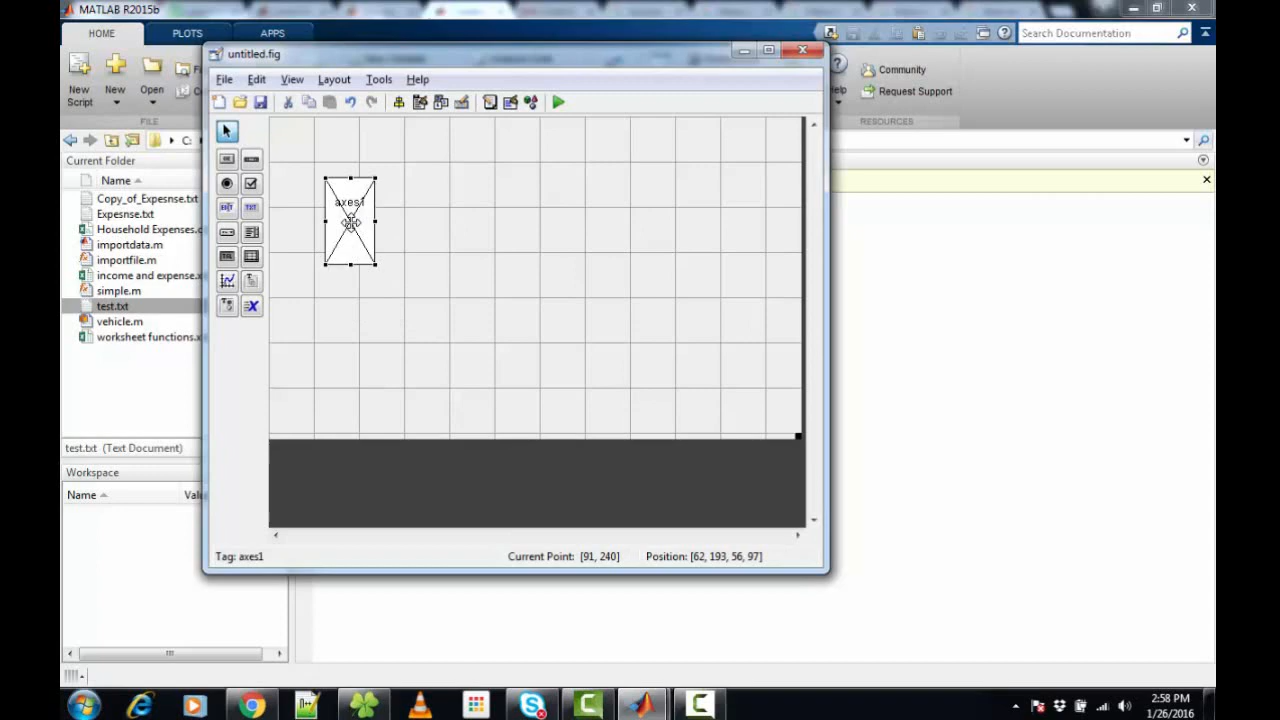 MATLAB R2015b
HOME PLOTS APPS
Search Documentation
untitled.fig
File Edit View Layout Tools Help
New Script
New
Open
Community
Request Support
FILE
RESOURCES
C:
Current Folder
Name
Copy_of_Expesnse.txt
Expesnse.txt
Household Expenses.
importdata.m
importfile.m
income and expense.x
simple.m
test.txt
vehicle.m
worksheet functions.x
axes1
OK
EDIT
TXT
test.txt (Text Document)
Workspace
Name
Tag: axes1
Current Point: [91, 240]
Position: [62, 193, 56, 97]
2:58 PM
1/26/2016